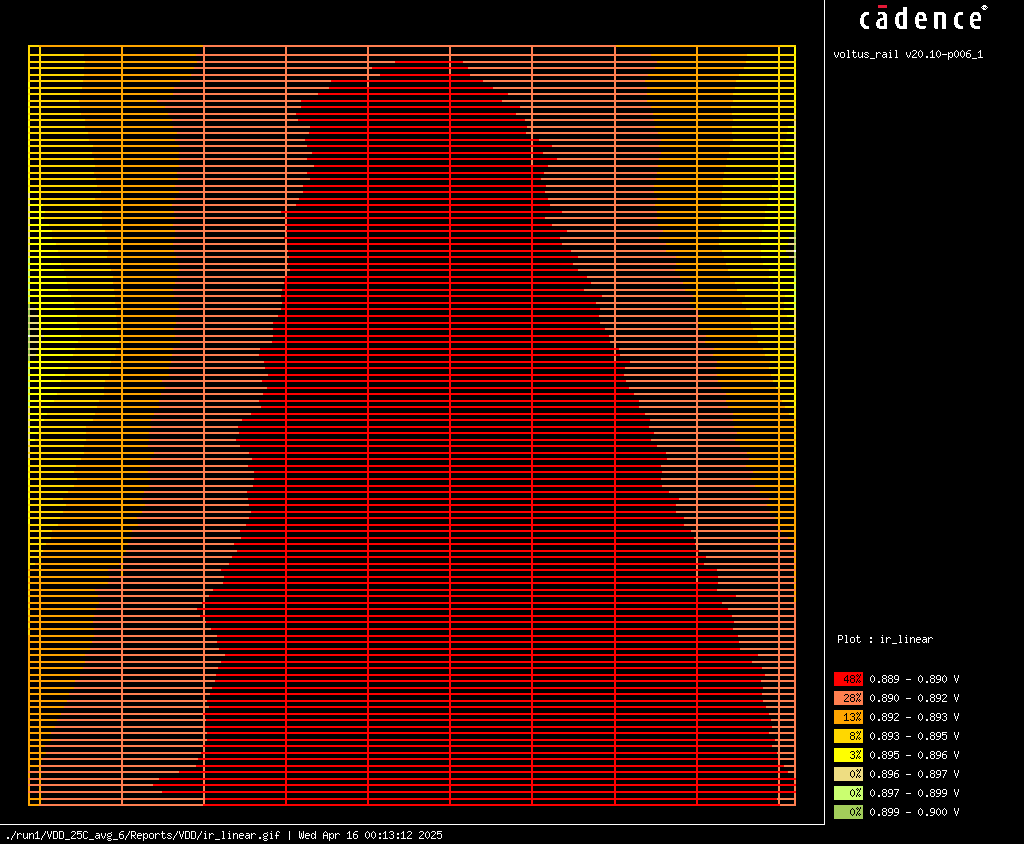 cādence®
voltus_rail v20.10-p006_1
Plot : ir_linear
48% 0.889 - 0.890 V
28% 0.890 - 0.892 V
13% 0.892 - 0.893 V
8% 0.893 - 0.895 V
3% 0.895 - 0.896 V
0% 0.896 - 0.897 V
0% 0.897 - 0.899 V
0% 0.899 - 0.900 V
./run1/VDD_25C_avg_6/Reports/VDD/ir_linear.gif | Wed Apr 16 00:13:12 2025